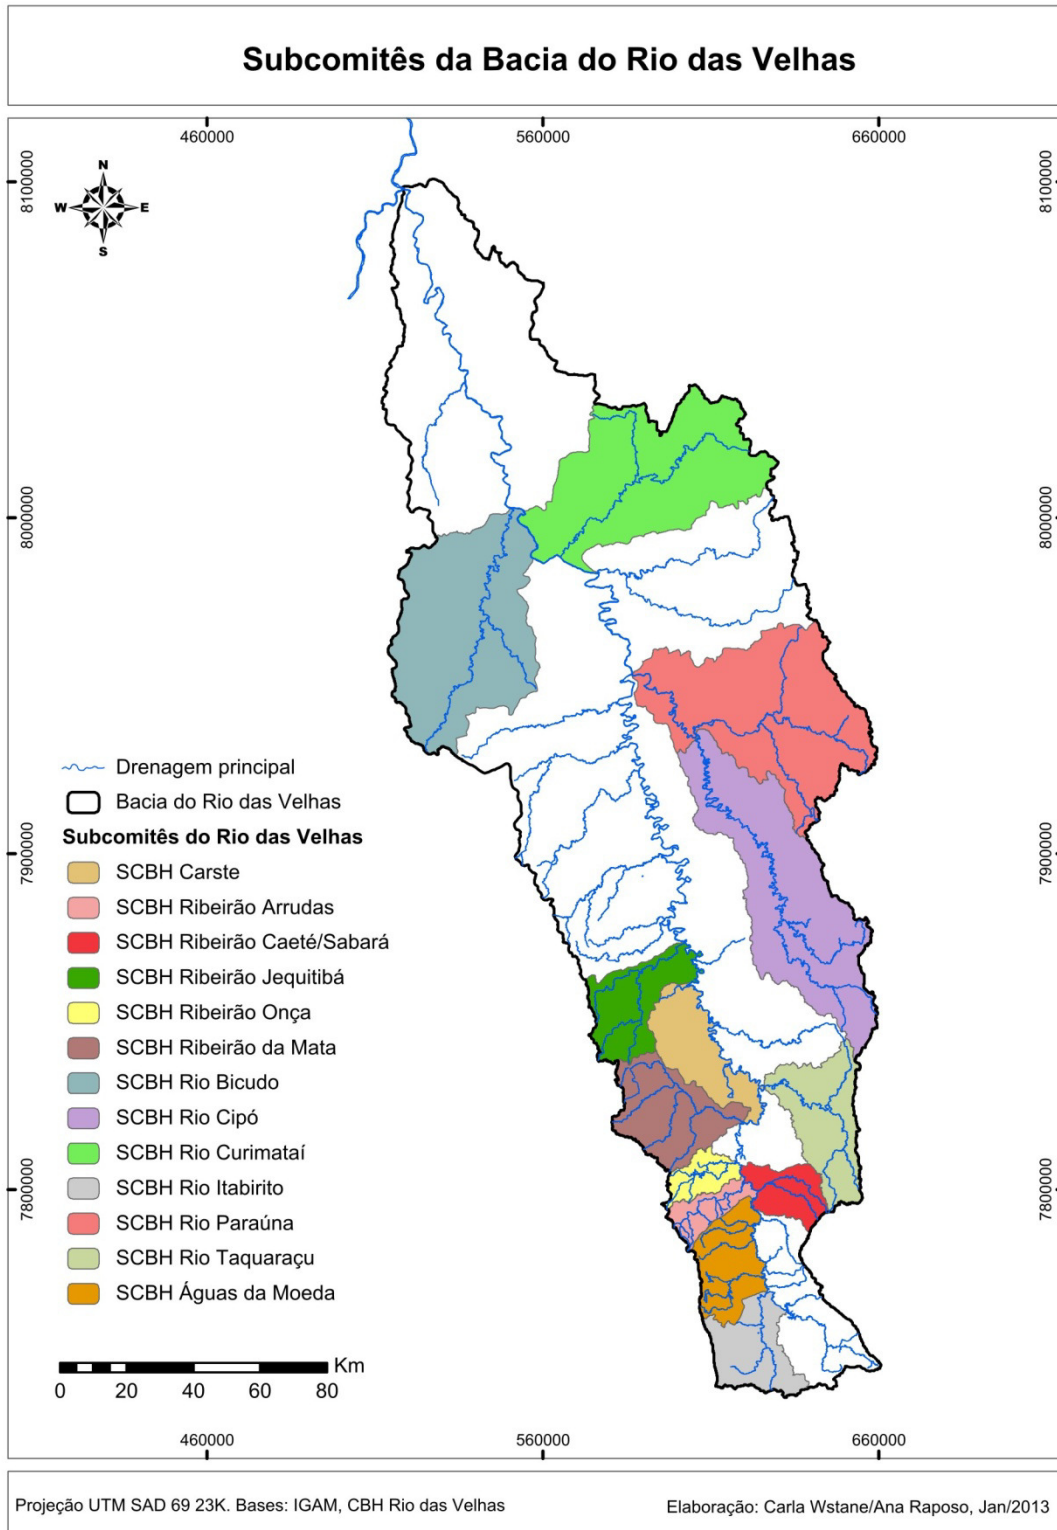 Subcomitês da Bacia do Rio das Velhas
460000 560000 660000
8100000 8100000
N
W E
S
8000000 8000000
Drenagem principal
Bacia do Rio das Velhas
Subcomitês do Rio das Velhas
7900000 7900000
SCBH Carste
SCBH Ribeirão Arrudas
SCBH Ribeirão Caeté/Sabará
SCBH Ribeirão Jequitibá
SCBH Ribeirão Onça
SCBH Ribeirão da Mata
SCBH Rio Bicudo
SCBH Rio Cipó
SCBH Rio Curimataí
SCBH Rio Itabirito
7800000 7800000
SCBH Rio Paraúna
SCBH Rio Taquaraçu
SCBH Águas da Moeda
Km
0 20 40 60 80
460000 560000 660000
Projeção UTM SAD 69 23K. Bases: IGAM, CBH Rio das Velhas
Elaboração: Carla Wstane/Ana Raposo, Jan/2013